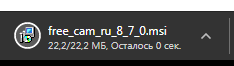 free_cam_ru_8_7_0.msi
22,2/22,2 МБ, Осталось 0 сек.